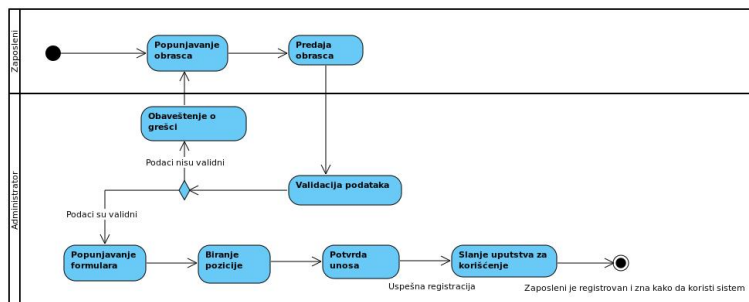 Zaposleni
Popunjavanje
obrasca
Predaja
obrasca
Administrator
Obaveštenje o
grešci
Podaci nisu validni
Validacija podataka
Podaci su validni
Popunjavanje
formulara
Biranje
pozicije
Potvrda
unosa
Uspešna registracija
Slanje uputstva za
korišćenje
Zaposleni je registrovan i zna kako da koristi sistem